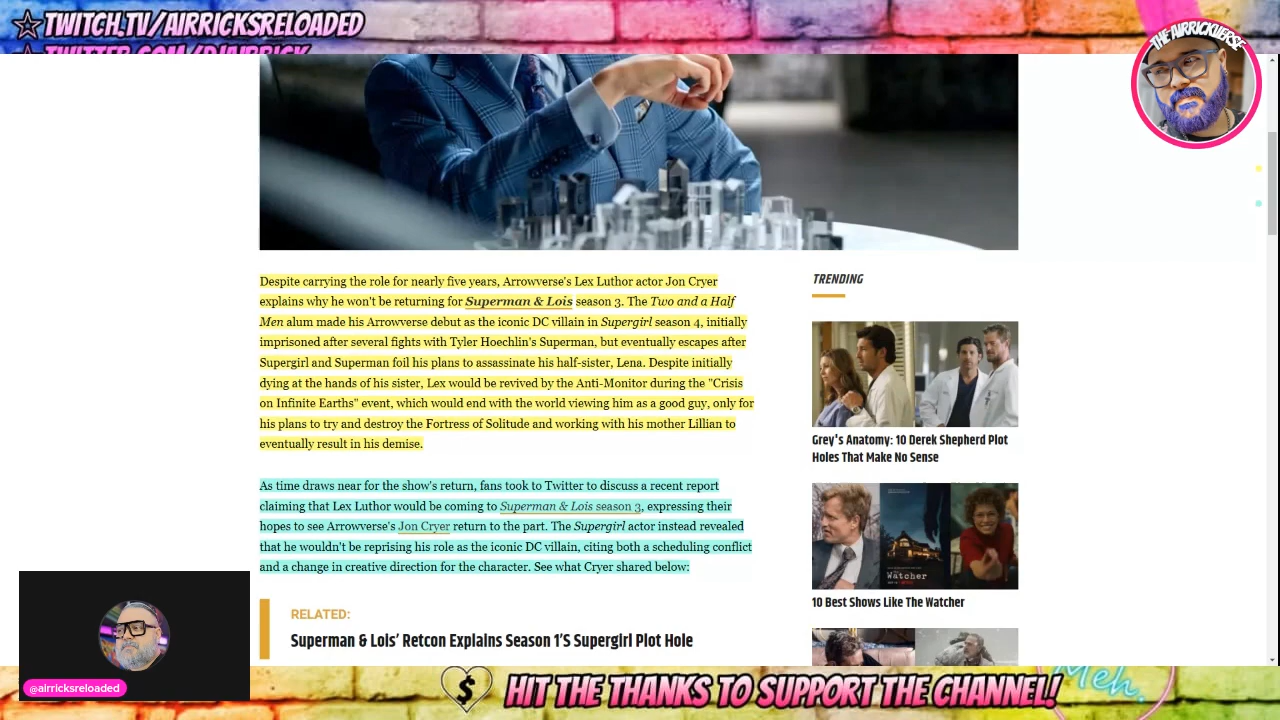 ☆TWITCH.TV/AIRRICKSRELOADED
TWITTER.COM/DJAIRRICK
THE AIRRICKVERSE
Despite carrying the role for nearly five years, Arrowverse's Lex Luthor actor Jon Cryer
explains why he won't be returning for Superman & Lois season 3. The Two and a Half
Men alum made his Arrowverse debut as the iconic DC villain in Supergirl season 4, initially
imprisoned after several fights with Tyler Hoechlin's Superman, but eventually escapes after
Supergirl and Superman foil his plans to assassinate his half-sister, Lena. Despite initially
dying at the hands of his sister, Lex would be revived by the Anti-Monitor during the "Crisis
on Infinite Earths" event, which would end with the world viewing him as a good guy, only for
his plans to try and destroy the Fortress of Solitude and working with his mother Lillian to
eventually result in his demise.
As time draws near for the show's return, fans took to Twitter to discuss a recent report
claiming that Lex Luthor would be coming to Superman & Lois season 3, expressing their
hopes to see Arrowverse's Jon Cryer return to the part. The Supergirl actor instead revealed
that he wouldn't be reprising his role as the iconic DC villain, citing both a scheduling conflict
and a change in creative direction for the character. See what Cryer shared below:
RELATED:
Superman & Lois' Retcon Explains Season 1'S Supergirl Plot Hole
TRENDING
Grey's Anatomy: 10 Derek Shepherd Plot
Holes That Make No Sense
Watcher
10 Best Shows Like The Watcher
@airricksreloaded
$
HIT THE THANKS TO SUPPORT THE CHANNEL!
Meh.